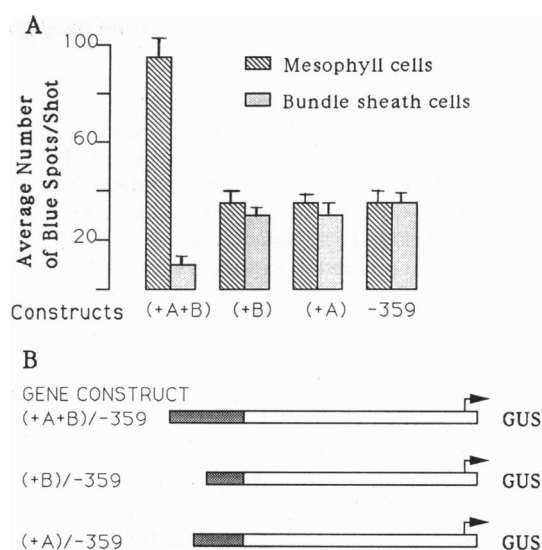 A
100
60
20
Average Number
of Blue Spots/Shot
Mesophyll cells
Bundle sheath cells
Constructs (+A+B) (+B) (+A) -359
B
GENE CONSTRUCT
(+A+B)/-359 GUS
(+B)/-359 GUS
(+A)/-359 GUS